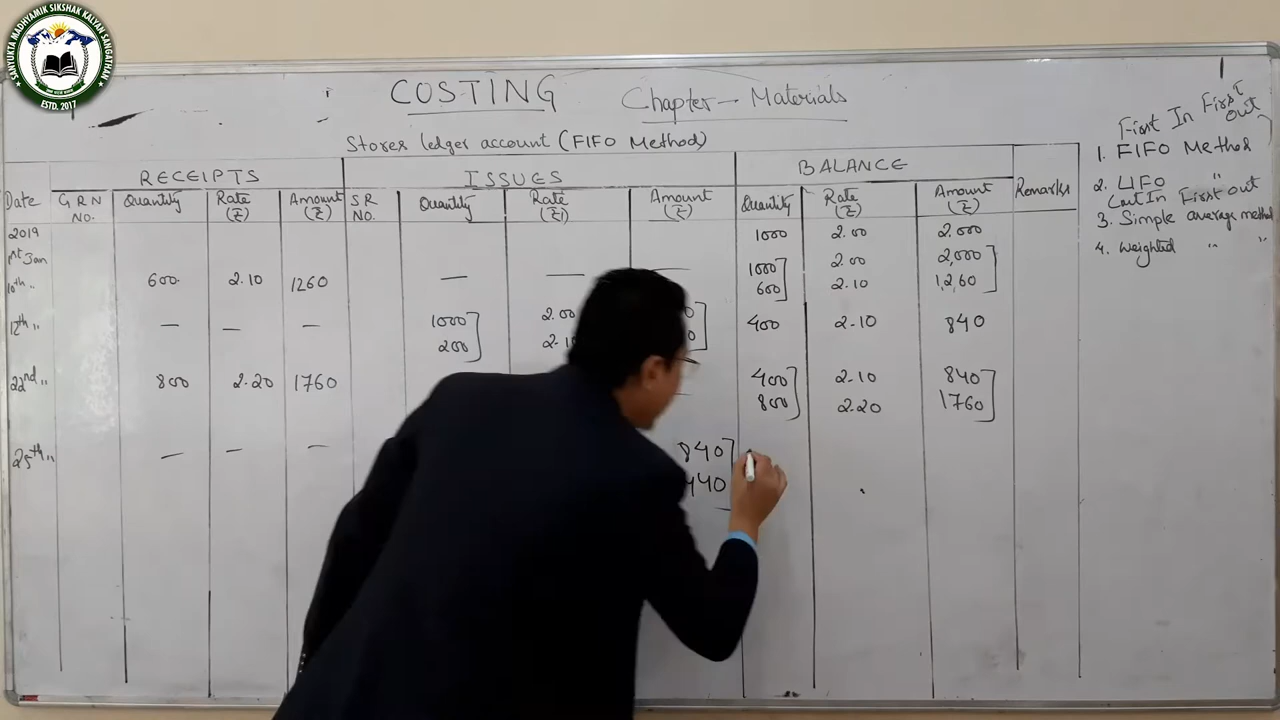 SANYUKTA MADHYAMIK SIKSHAK KALYAN SANGATHAN
ESTD. 2017
COSTING Chapter - Materials
Stores ledger account (FIFO Method)
RECEIPTS ISSUES BALANCE
Date GRN No. Quantity Rate (₹) Amount (₹) SR No. Quantity Rate (₹) Amount (₹) Quantity Rate (₹) Amount (₹) Remarks
2019 1000 2.00 2.000
1st Jan
1000 2.00 2,000
10th " 600 2.10 1260 — — — 600 2.10 1,260
12th " — — — 1000 2.00 400 2.10 840
200 2.10
22nd " 800 2.20 1760 400 2.10 840
800 2.20 1760
25th " — — — 840
440
First In First out
1. FIFO Method
2. LIFO "
Last In First out
3. Simple average method
4. Weighted " "